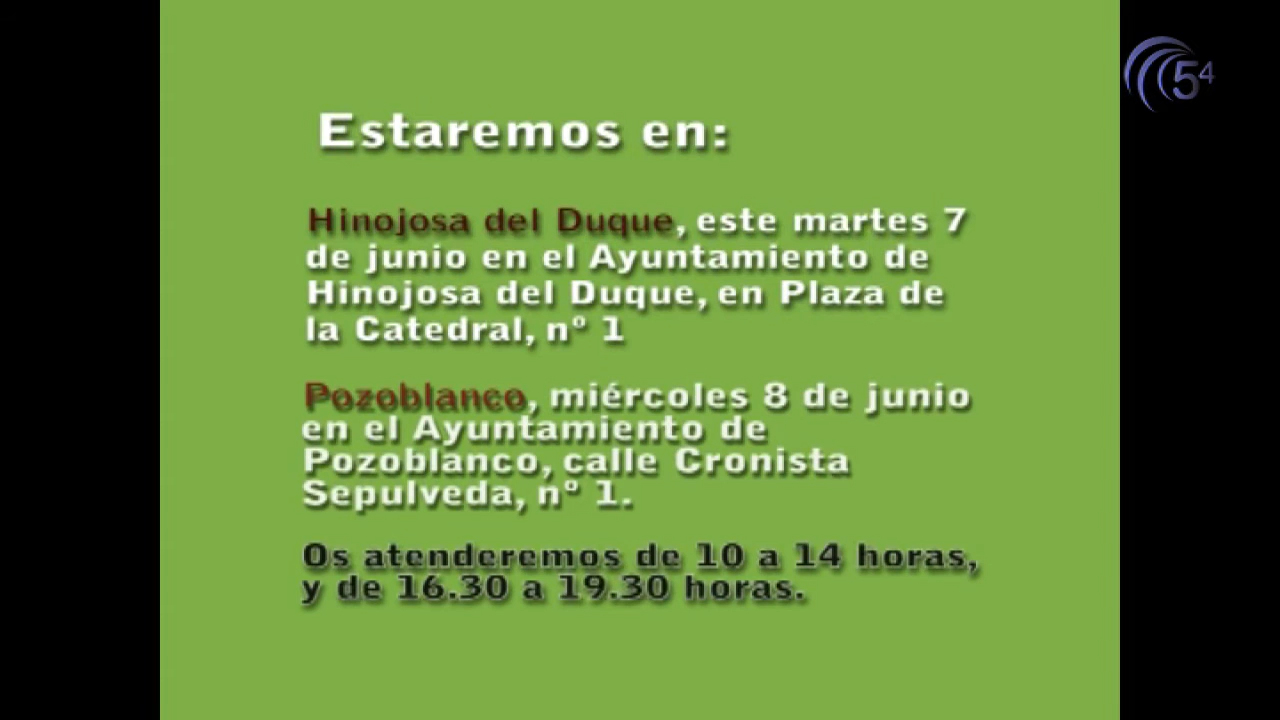 54
Estaremos en:
Hinojosa del Duque, este martes 7
de junio en el Ayuntamiento de
Hinojosa del Duque, en Plaza de
la Catedral, nº 1
Pozoblanco, miércoles 8 de junio
en el Ayuntamiento de
Pozoblanco, calle Cronista
Sepulveda, nº 1.
Os atenderemos de 10 a 14 horas,
y de 16.30 a 19.30 horas.